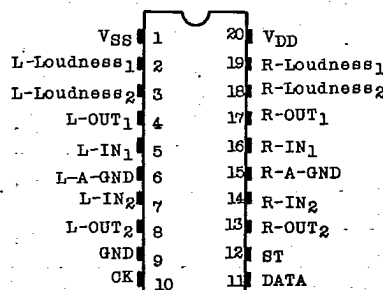 VSS 1 20 VDD
L-Loudness1 2 19 R-Loudness1
L-Loudness2 3 18 R-Loudness2
L-OUT1 4 17 R-OUT1
L-IN1 5 16 R-IN1
L-A-GND 6 15 R-A-GND
L-IN2 7 14 R-IN2
L-OUT2 8 13 R-OUT2
GND 9 12 ST
CK 10 11 DATA